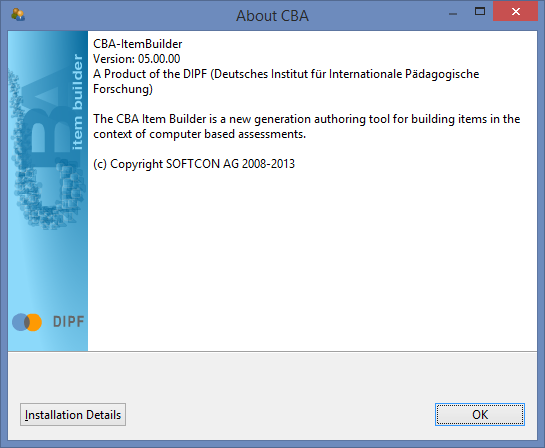 About CBA
CBA-ItemBuilder
Version: 05.00.00
A Product of the DIPF (Deutsches Institut für Internationale Pädagogische
Forschung)
The CBA Item Builder is a new generation authoring tool for building items in the
context of computer based assessments.
(c) Copyright SOFTCON AG 2008-2013
CBA
item builder
DIPF
Installation Details
OK